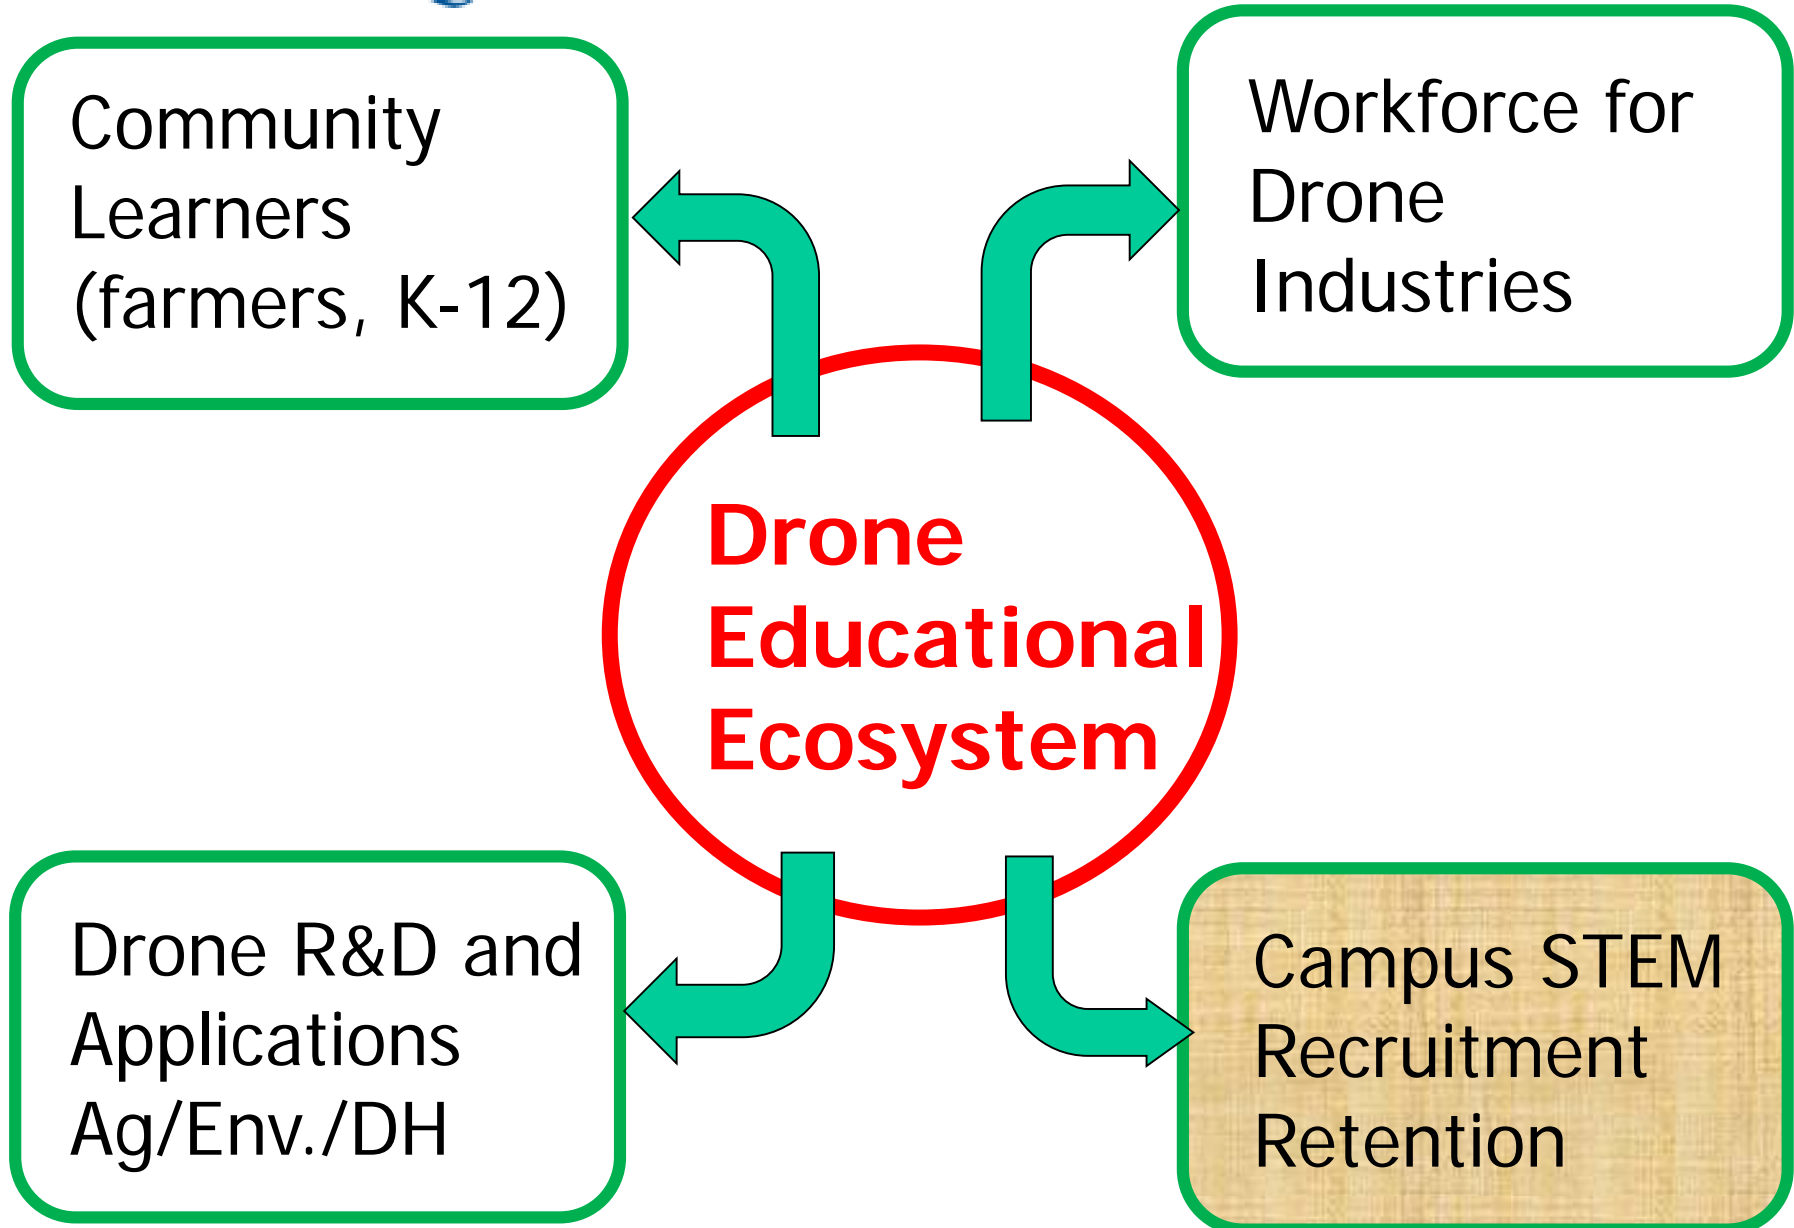 Community
Learners
(farmers, K-12)
Workforce for
Drone
Industries
Drone
Educational
Ecosystem
Drone R&D and
Applications
Ag/Env./DH
Campus STEM
Recruitment
Retention